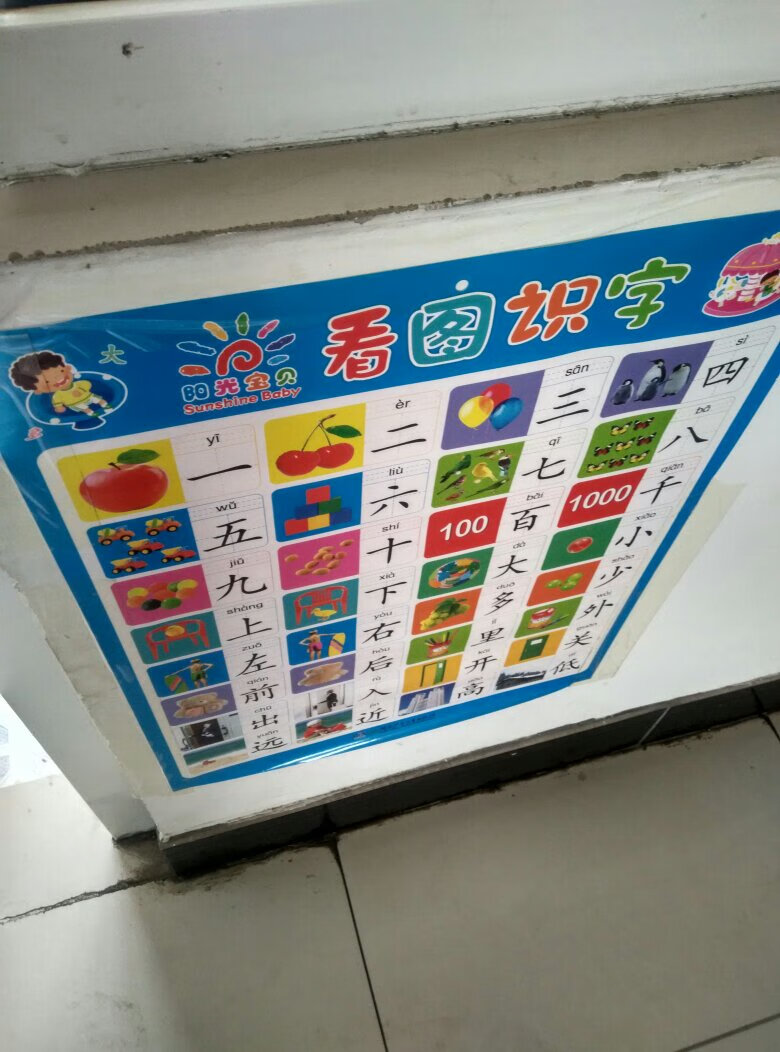 大
阳光宝贝
Sunshine Baby
看图识字
yī èr sān sì
一 二 三 四
wǔ liù qī bā
五 六 七 八
jiǔ shí bǎi qiān
九 十 100 百 1000 千
shàng xià dà xiǎo
上 下 大 小
zuǒ yòu duō shǎo
左 右 多 少
qián hòu lǐ wài
前 后 里 外
chū rù kāi guān
出 入 开 关
yuǎn jìn gāo
远 近 高 低